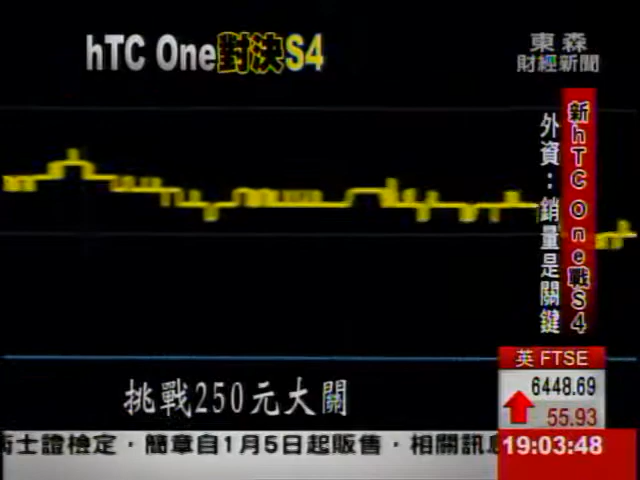 hTC One對決S4
東森
財經新聞
新hTC One戰S4
外資：銷量是關鍵
挑戰250元大關
英 FTSE
6448.69
55.93
士證檢定．簡章自1月5日起販售．相關訊息
19:03:48